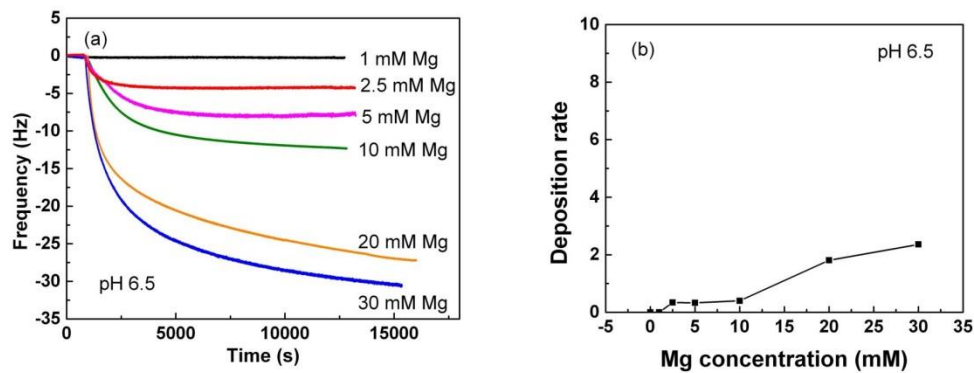 (a)
5
0
-5
-10
-15
-20
-25
-30
-35
Frequency (Hz)
1 mM Mg
2.5 mM Mg
5 mM Mg
10 mM Mg
20 mM Mg
30 mM Mg
pH 6.5
0 5000 10000 15000
Time (s)
(b)
pH 6.5
10
8
6
4
2
0
Deposition rate
-5 0 5 10 15 20 25 30 35
Mg concentration (mM)